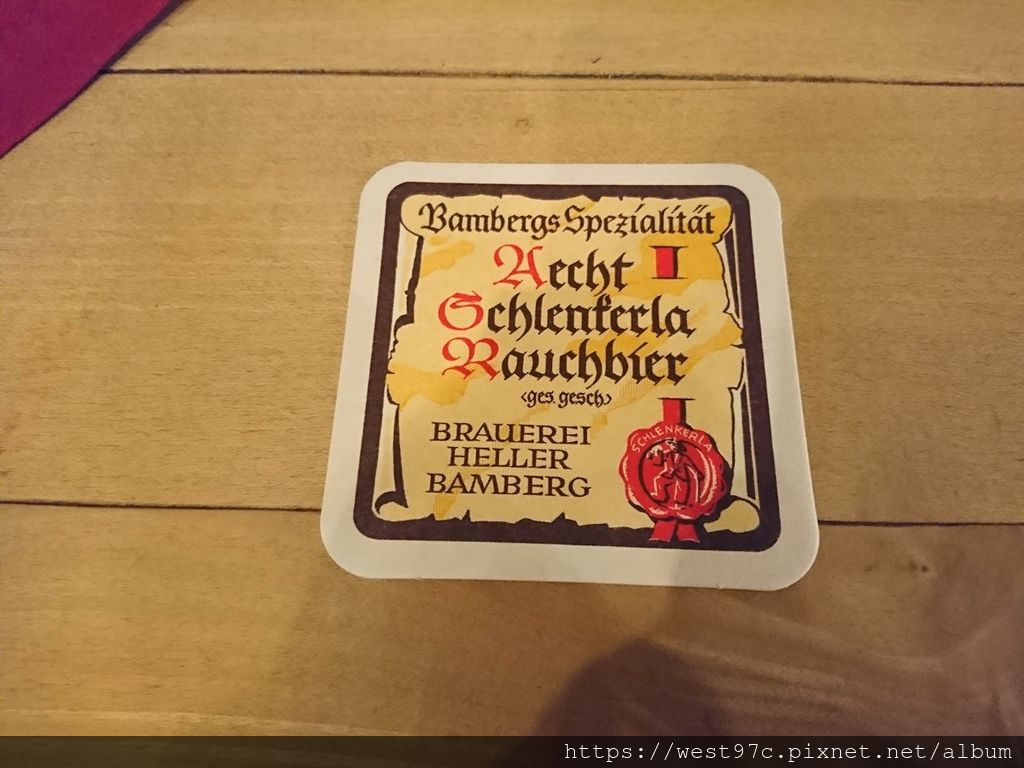 Bambergs Spezialität
Aecht
Schlenkerla
Rauchbier
‹ges. gesch.›
BRAUEREI
HELLER
BAMBERG
SCHLENKERLA
https://west97c.pixnet.net/album